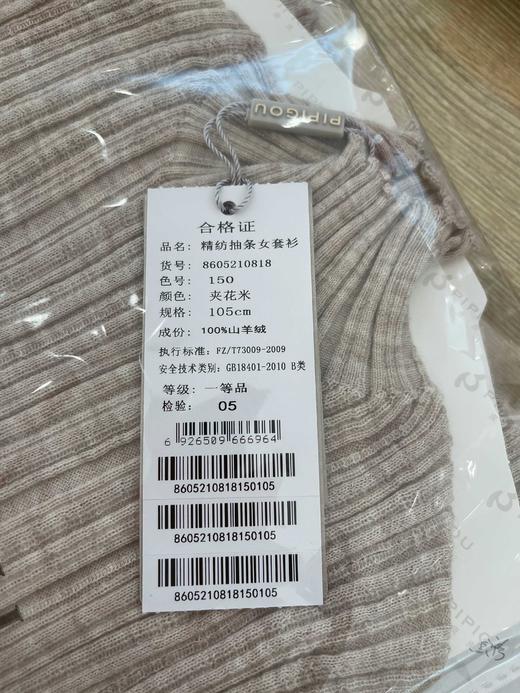 PIPIGOU
合格证
品名: 精纺抽条女套衫
货号: 8605210818
色号: 150
颜色: 夹花米
规格: 105cm
成份: 100%山羊绒
执行标准: FZ/T73009-2009
安全技术类别: GB18401-2010 B类
等级: 一等品
检验: 05
6 926509 666964
8605210818150105
8605210818150105
8605210818150105
PIPIGOU
PIPIGOU